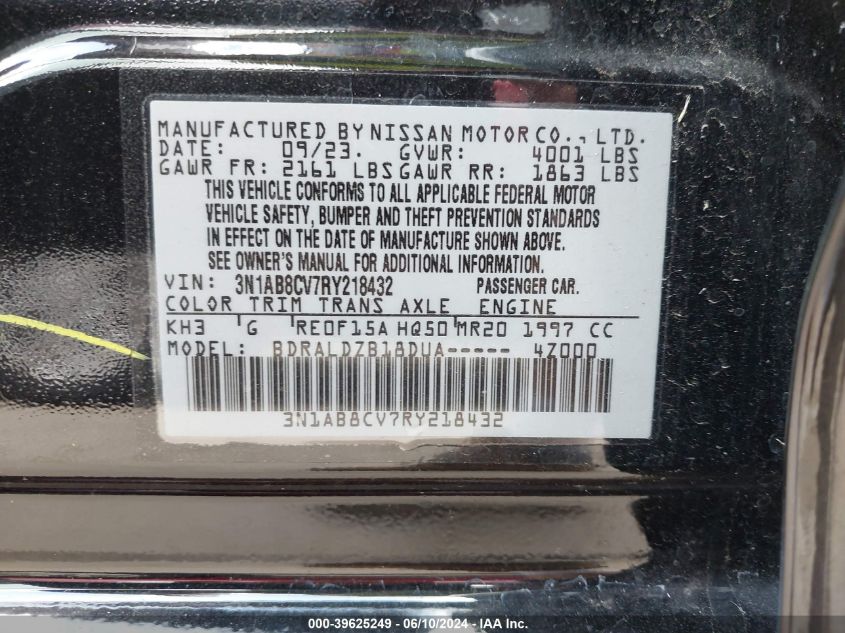 MANUFACTURED BY NISSAN MOTOR CO., LTD.
DATE: 09/23. GVWR: 4001 LBS
GAWR FR: 2161 LBS GAWR RR: 1863 LBS
THIS VEHICLE CONFORMS TO ALL APPLICABLE FEDERAL MOTOR
VEHICLE SAFETY, BUMPER AND THEFT PREVENTION STANDARDS
IN EFFECT ON THE DATE OF MANUFACTURE SHOWN ABOVE.
SEE OWNER'S MANUAL FOR ADDITIONAL INFORMATION.
VIN: 3N1AB8CV7RY218432 PASSENGER CAR.
COLOR TRIM TRANS AXLE ENGINE
KH3 G RE0F15A HQ50 MR20 1997 CC
MODEL: BDRALDZB18DUA----- 4Z000
3N1AB8CV7RY218432
000-39625249 - 06/10/2024 - IAA Inc.